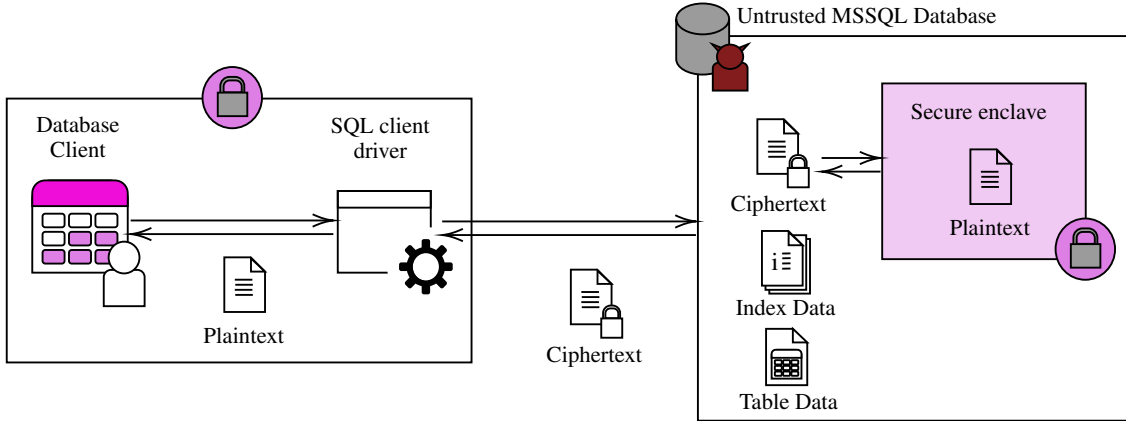 Untrusted MSSQL Database
Database
Client
SQL client
driver
Plaintext
Ciphertext
Ciphertext
Secure enclave
Plaintext
i
Index Data
Table Data